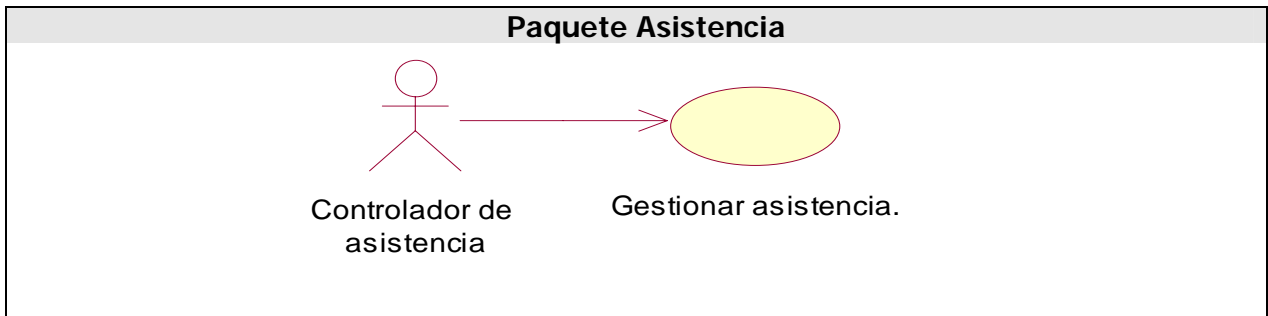 Paquete Asistencia
Controlador de
asistencia
Gestionar asistencia.